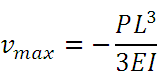 v_max = -PL³/3EI